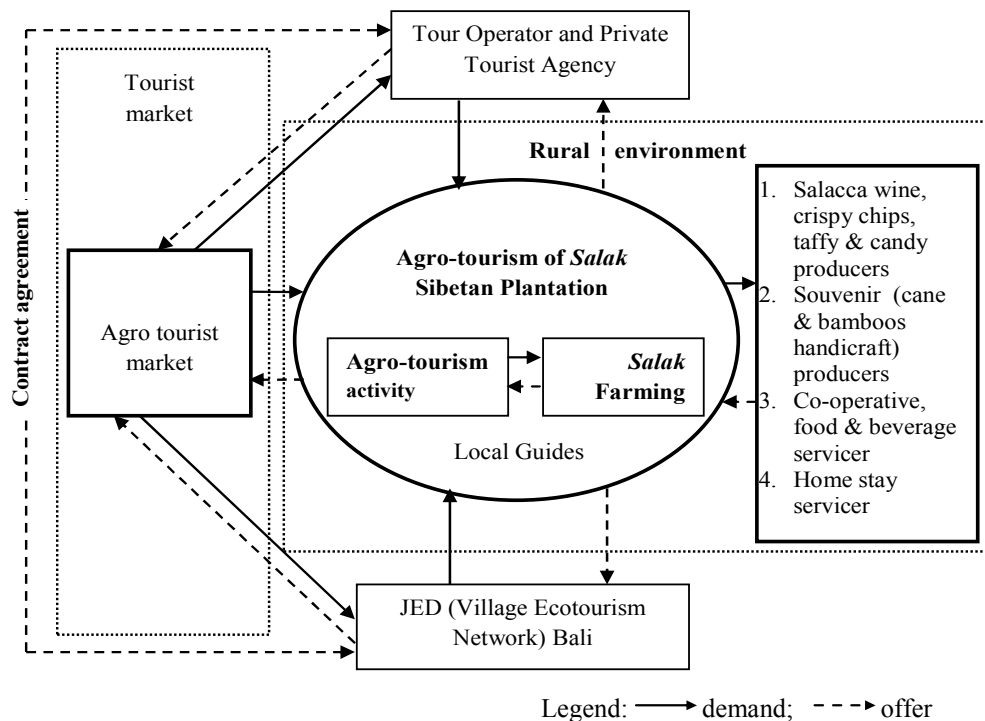 Tour Operator and Private
Tourist Agency
Tourist
market
Contract agreement
Rural environment
Agro-tourism of Salak
Sibetan Plantation
Agro tourist
market
Agro-tourism
activity
Salak
Farming
Local Guides
1. Salacca wine,
crispy chips,
taffy & candy
producers
2. Souvenir (cane
& bamboos
handicraft)
producers
3. Co-operative,
food & beverage
servicer
4. Home stay
servicer
JED (Village Ecotourism
Network) Bali
Legend: demand; offer